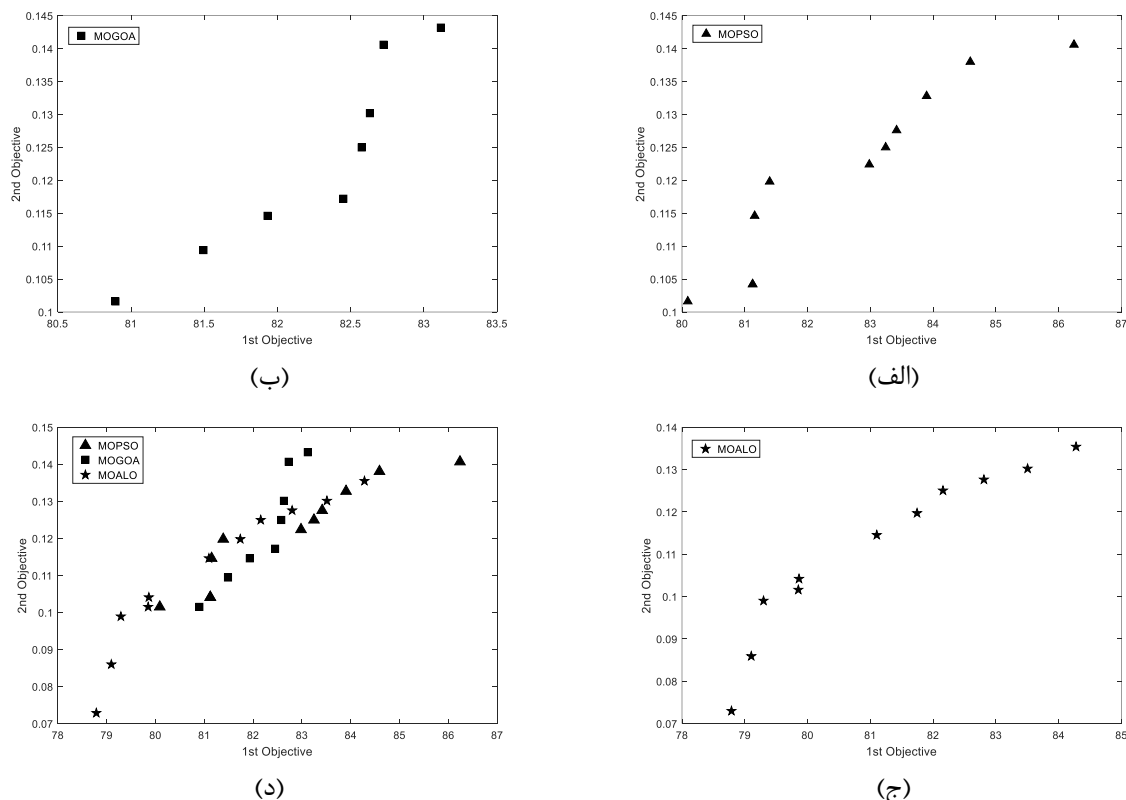 MOGOA
0.145
0.14
0.135
0.13
0.125
0.12
0.115
0.11
0.105
0.1
2nd Objective
80.5 81 81.5 82 82.5 83 83.5
1st Objective
(ب)
MOPSO
0.145
0.14
0.135
0.13
0.125
0.12
0.115
0.11
0.105
0.1
2nd Objective
80 81 82 83 84 85 86 87
1st Objective
(الف)
MOPSO
MOGOA
MOALO
0.15
0.14
0.13
0.12
0.11
0.1
0.09
0.08
0.07
2nd Objective
78 79 80 81 82 83 84 85 86 87
1st Objective
(د)
MOALO
0.14
0.13
0.12
0.11
0.1
0.09
0.08
0.07
2nd Objective
78 79 80 81 82 83 84 85
1st Objective
(ج)